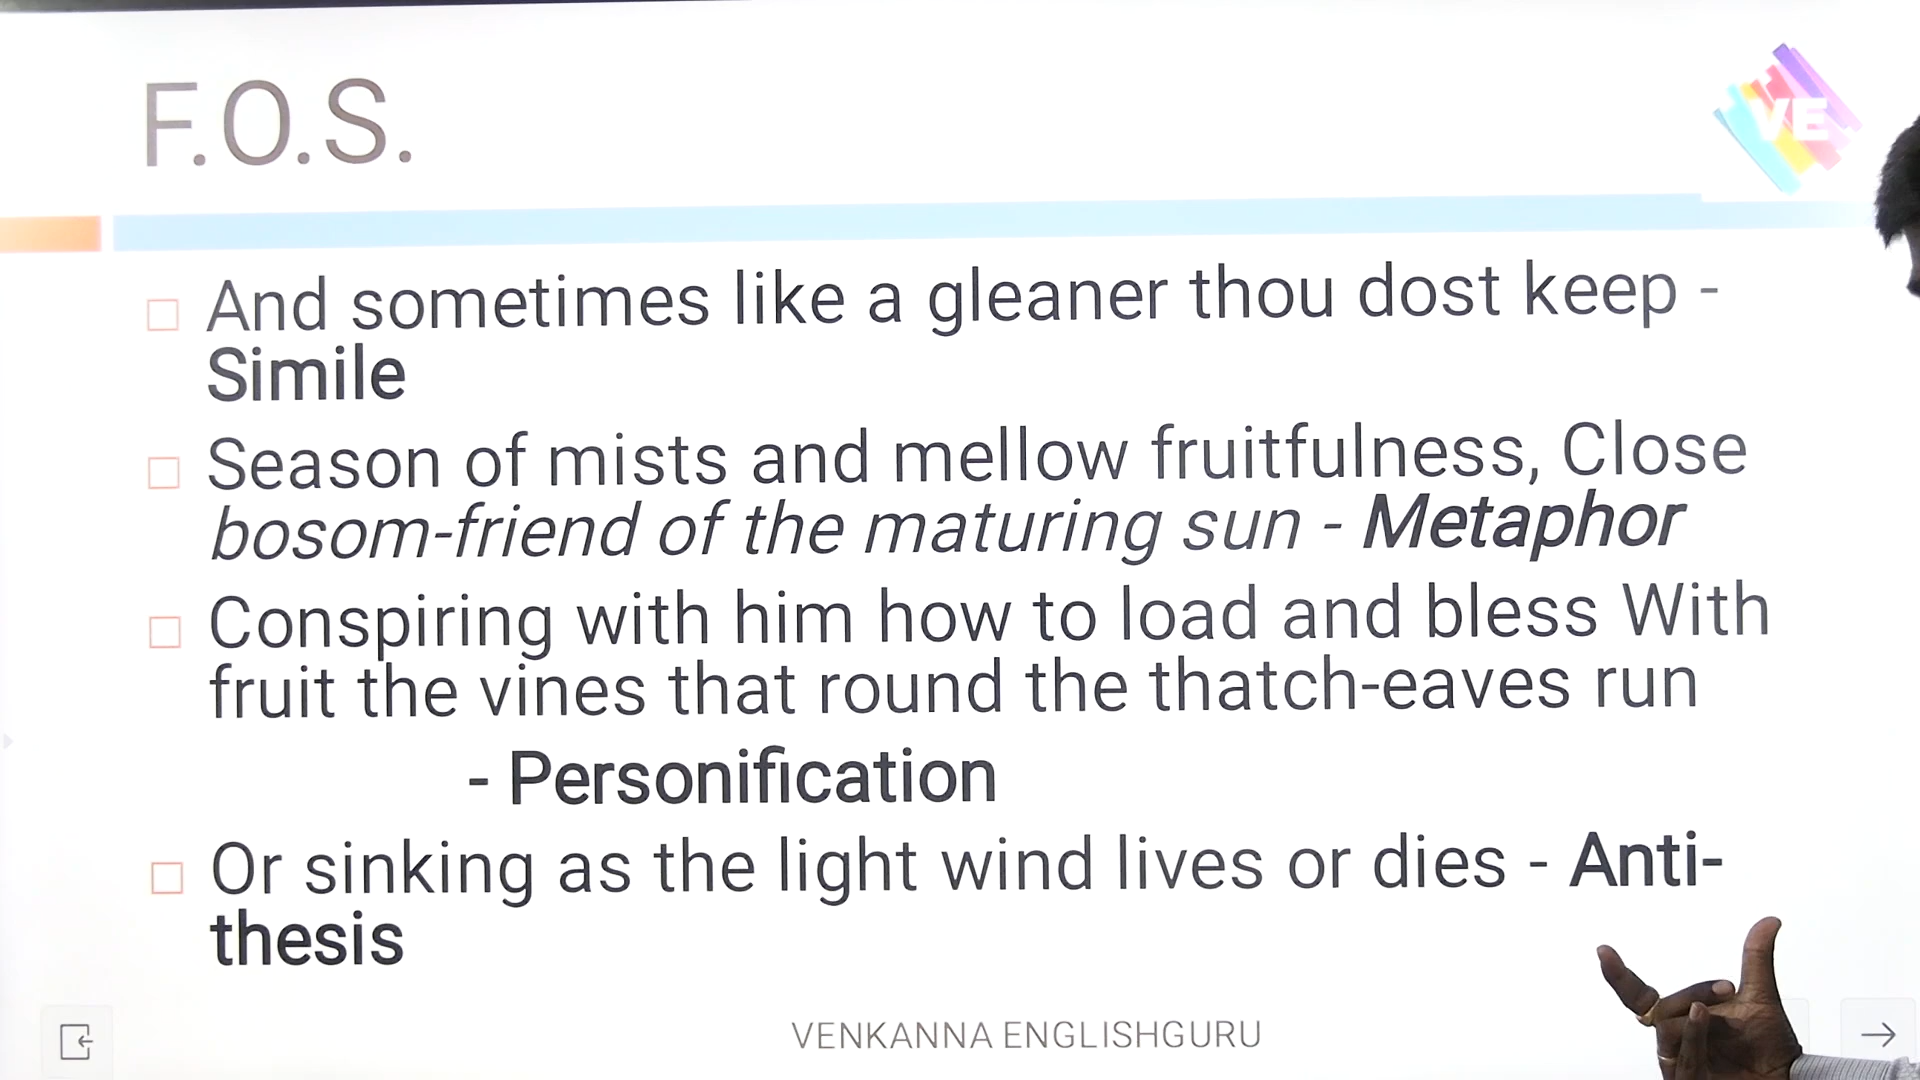 F.O.S.
VE
And sometimes like a gleaner thou dost keep -
Simile
Season of mists and mellow fruitfulness, Close
bosom-friend of the maturing sun - Metaphor
Conspiring with him how to load and bless With
fruit the vines that round the thatch-eaves run
- Personification
Or sinking as the light wind lives or dies - Anti-
thesis
VENKANNA ENGLISHGURU